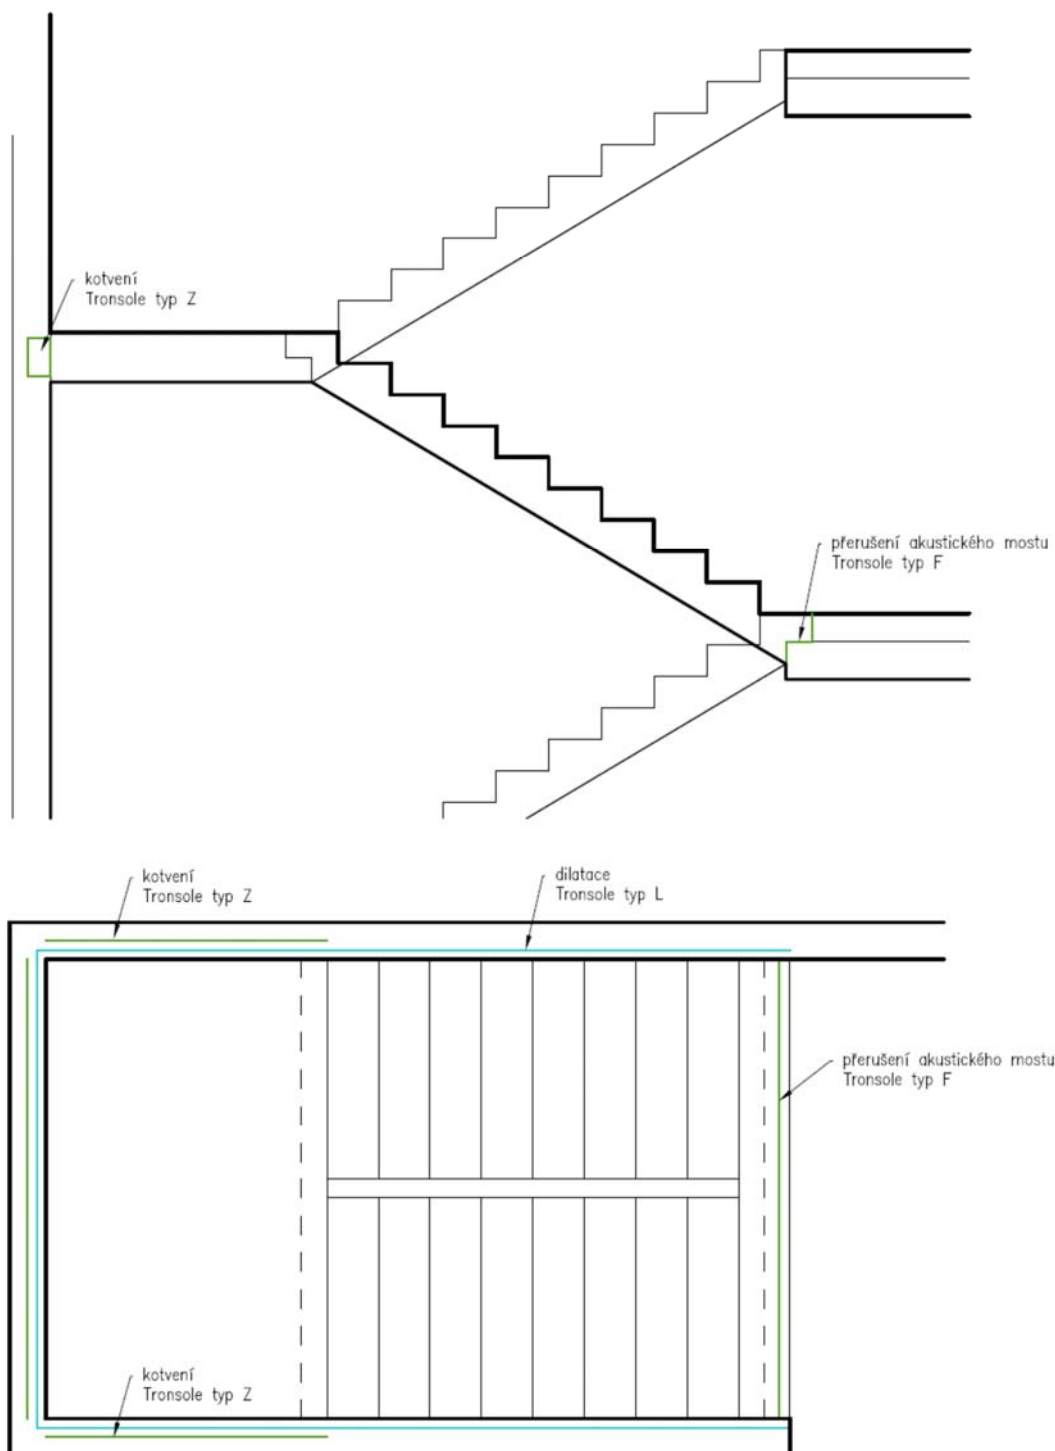 kotvení
Tronsole typ Z
přerušení akustického mostu
Tronsole typ F
kotvení
Tronsole typ Z
dilatace
Tronsole typ L
přerušení akustického mostu
Tronsole typ F
kotvení
Tronsole typ Z